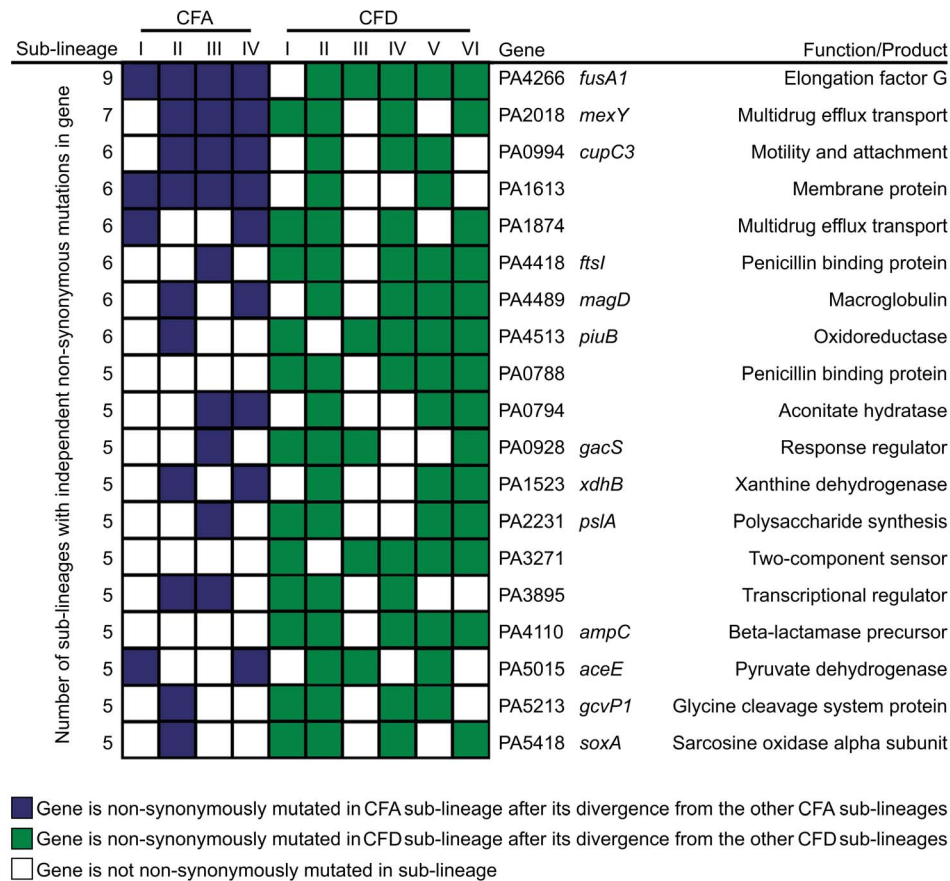 CFA CFD
Sub-lineage I II III IV I II III IV V VI Gene Function/Product
Number of sub-lineages with independent non-synonymous mutations in gene
9 PA4266 fusA1 Elongation factor G
7 PA2018 mexY Multidrug efflux transport
6 PA0994 cupC3 Motility and attachment
6 PA1613 Membrane protein
6 PA1874 Multidrug efflux transport
6 PA4418 ftsI Penicillin binding protein
6 PA4489 magD Macroglobulin
6 PA4513 piuB Oxidoreductase
5 PA0788 Penicillin binding protein
5 PA0794 Aconitate hydratase
5 PA0928 gacS Response regulator
5 PA1523 xdhB Xanthine dehydrogenase
5 PA2231 pslA Polysaccharide synthesis
5 PA3271 Two-component sensor
5 PA3895 Transcriptional regulator
5 PA4110 ampC Beta-lactamase precursor
5 PA5015 aceE Pyruvate dehydrogenase
5 PA5213 gcvP1 Glycine cleavage system protein
5 PA5418 soxA Sarcosine oxidase alpha subunit
Gene is non-synonymously mutated in CFA sub-lineage after its divergence from the other CFA sub-lineages
Gene is non-synonymously mutated in CFD sub-lineage after its divergence from the other CFD sub-lineages
Gene is not non-synonymously mutated in sub-lineage